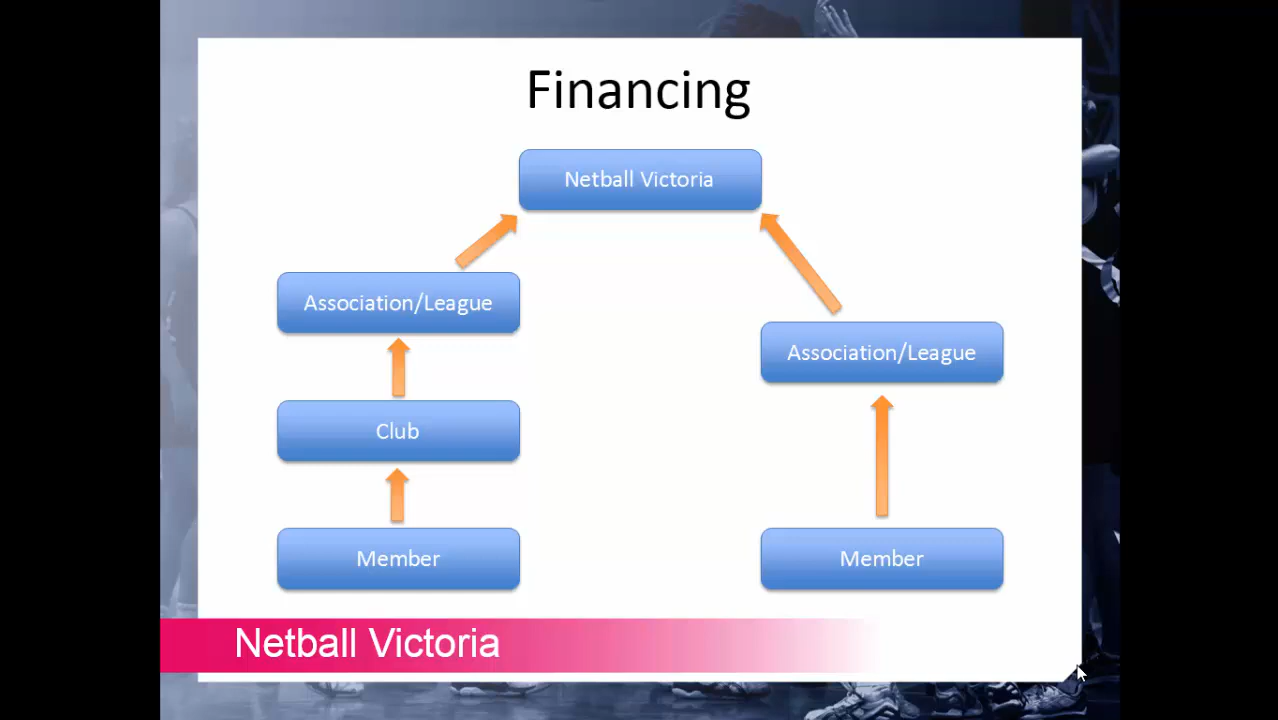 Financing
Netball Victoria
Association/League
Association/League
Club
Member
Member
Netball Victoria